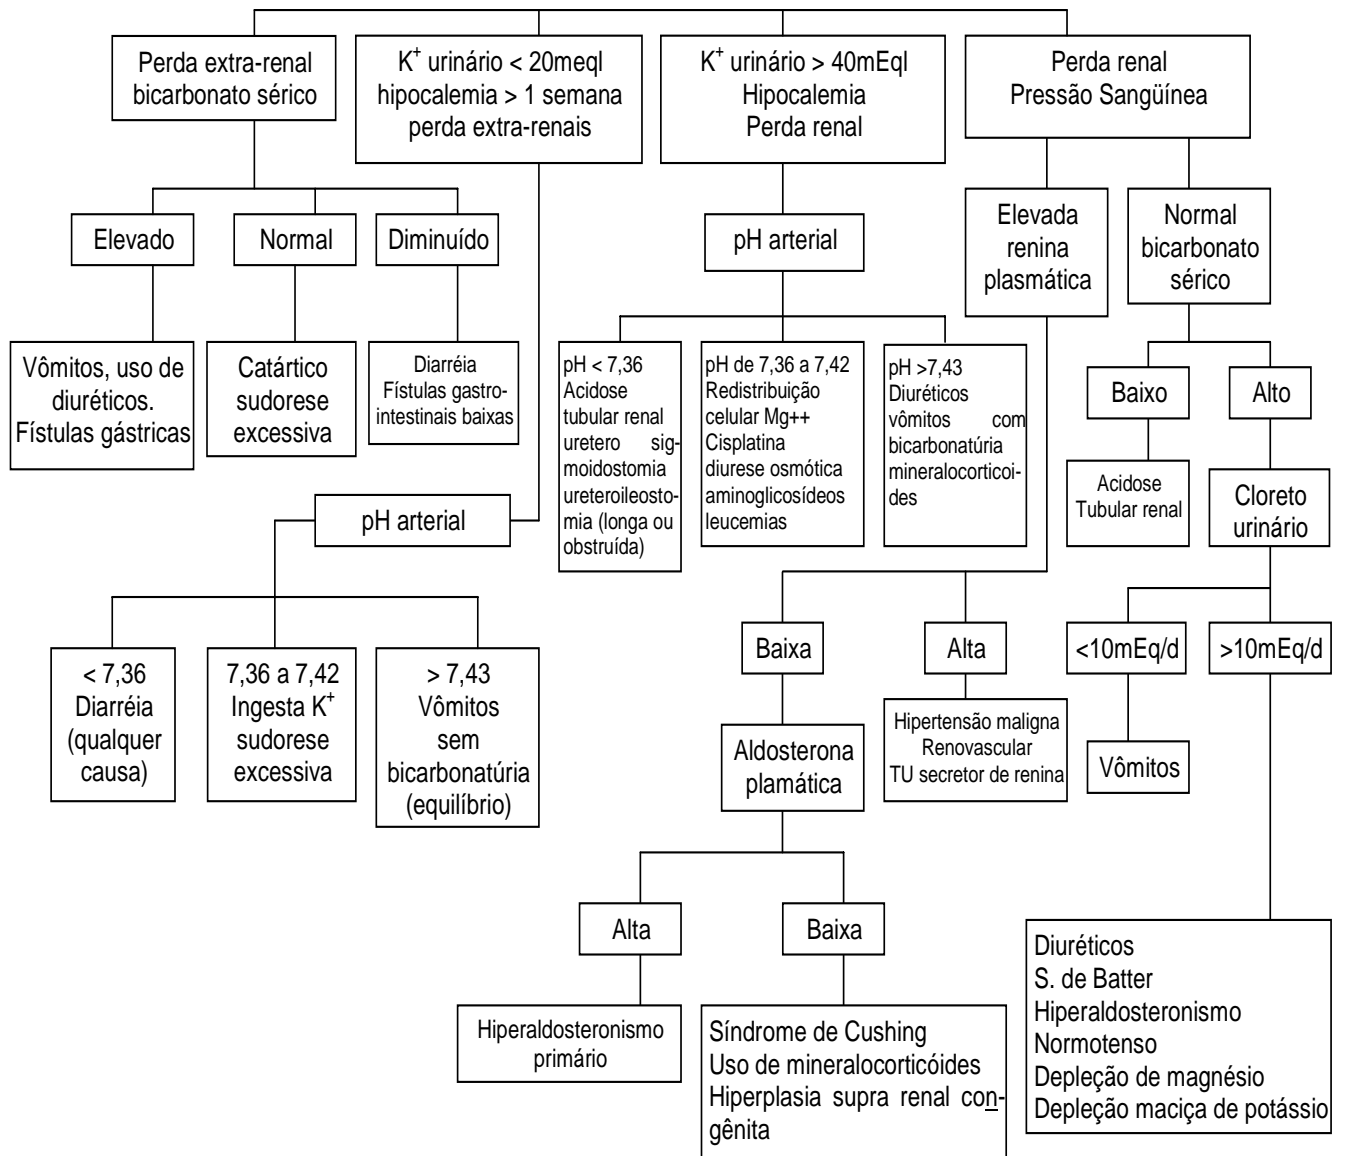 Perda extra-renal
bicarbonato sérico
K+ urinário < 20meql
hipocalemia > 1 semana
perda extra-renais
K+ urinário > 40mEql
Hipocalemia
Perda renal
Perda renal
Pressão Sangüínea
Elevado
Normal
Diminuído
pH arterial
Elevada
renina
plasmática
Normal
bicarbonato
sérico
Vômitos, uso de
diuréticos.
Fístulas gástricas
Catártico
sudorese
excessiva
Diarréia
Fístulas gastro-
intestinais baixas
pH < 7,36
Acidose
tubular renal
uretero sig-
moidostomia
ureteroileosto-
mia (longa ou
obstruída)
pH de 7,36 a 7,42
Redistribuição
celular Mg++
Cisplatina
diurese osmótica
aminoglicosídeos
leucemias
pH >7,43
Diuréticos
vômitos com
bicarbonatúria
mineralocorticoi-
des
Baixo
Alto
Acidose
Tubular renal
Cloreto
urinário
pH arterial
< 7,36
Diarréia
(qualquer
causa)
7,36 a 7,42
Ingesta K+
sudorese
excessiva
> 7,43
Vômitos
sem
bicarbonatúria
(equilíbrio)
Baixa
Alta
<10mEq/d
>10mEq/d
Aldosterona
plamática
Hipertensão maligna
Renovascular
TU secretor de renina
Vômitos
Alta
Baixa
Hiperaldosteronismo
primário
Síndrome de Cushing
Uso de mineralocorticóides
Hiperplasia supra renal con-
gênita
Diuréticos
S. de Batter
Hiperaldosteronismo
Normotenso
Depleção de magnésio
Depleção maciça de potássio